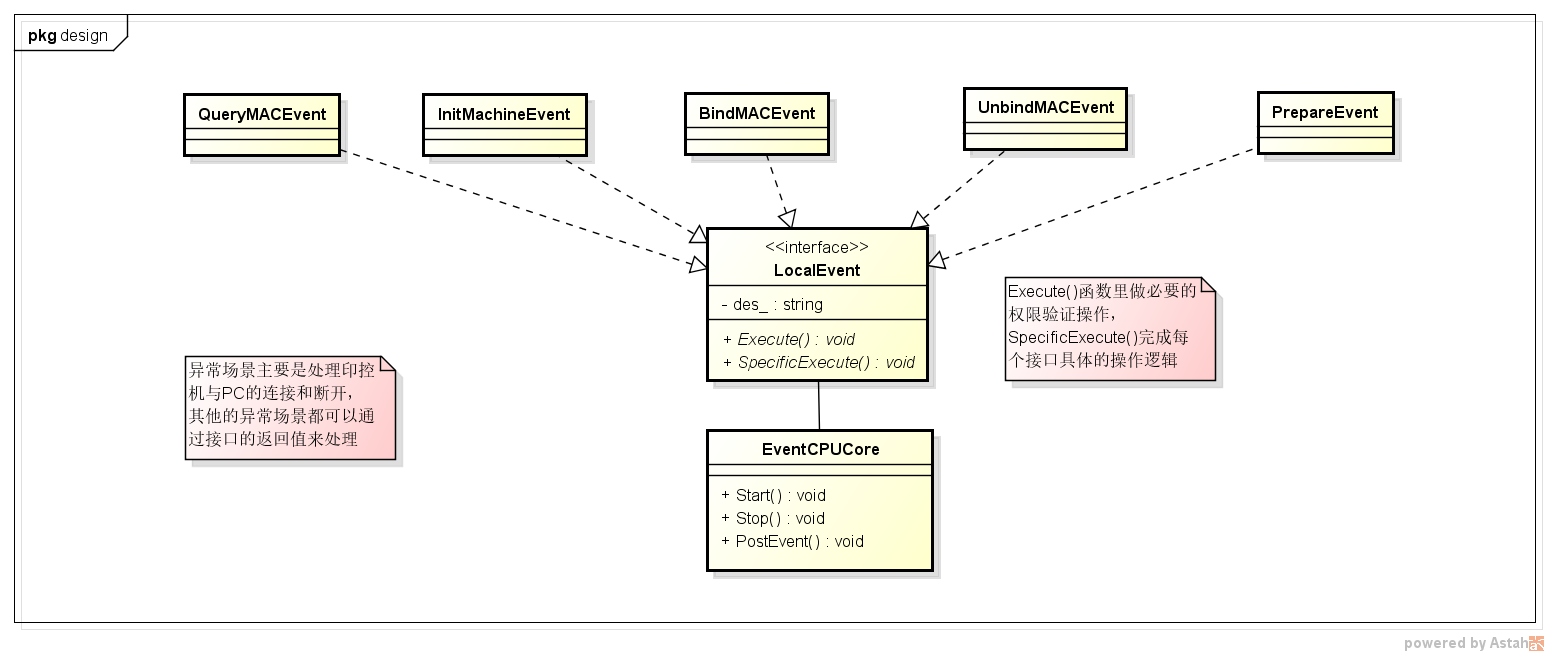 pkg design
QueryMACEvent
InitMachineEvent
BindMACEvent
UnbindMACEvent
PrepareEvent
<<interface>>
LocalEvent
- des_ : string
+ Execute() : void
+ SpecificExecute() : void
Execute()函数里做必要的
权限验证操作，
SpecificExecute()完成每
个接口具体的操作逻辑
异常场景主要是处理印控
机与PC的连接和断开，
其他的异常场景都可以通
过接口的返回值来处理
EventCPUCore
+ Start() : void
+ Stop() : void
+ PostEvent() : void
powered by Astah